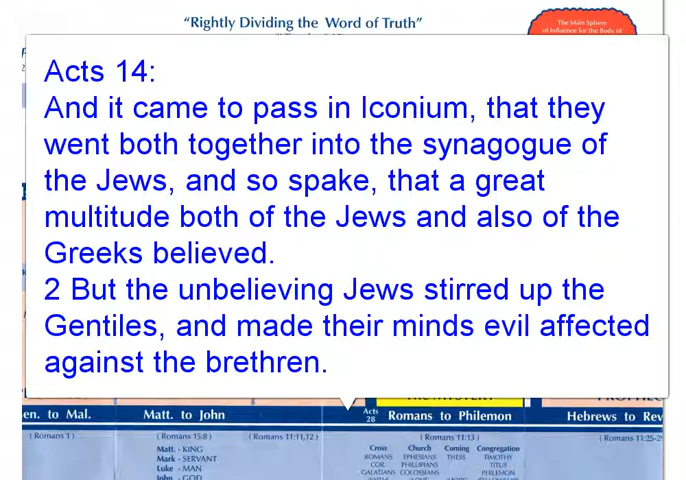 "Rightly Dividing the Word of Truth"
The Main Sphere
of Influence for the Bods of
Acts 14:
And it came to pass in Iconium, that they
went both together into the synagogue of
the Jews, and so spake, that a great
multitude both of the Jews and also of the
Greeks believed.
2 But the unbelieving Jews stirred up the
Gentiles, and made their minds evil affected
against the brethren.
THE MYSTERY
en. to Mal.
Matt. to John
Acts
28
Romans to Philemon
Hebrews to Rev
(Romans 1)
(Romans 15:8)
(Romans 11:11,12)
(Romans 11:13)
(Romans 11:25-2
Matt. - KING
Mark - SERVANT
Luke - MAN
John - GOD
Cross Church Coming Congregation
ROMANS EPHESIANS THESS TIMOTHY
COR. PHILLIPIANS TITUS
GALATIANS COLOSSIANS PHILEMON